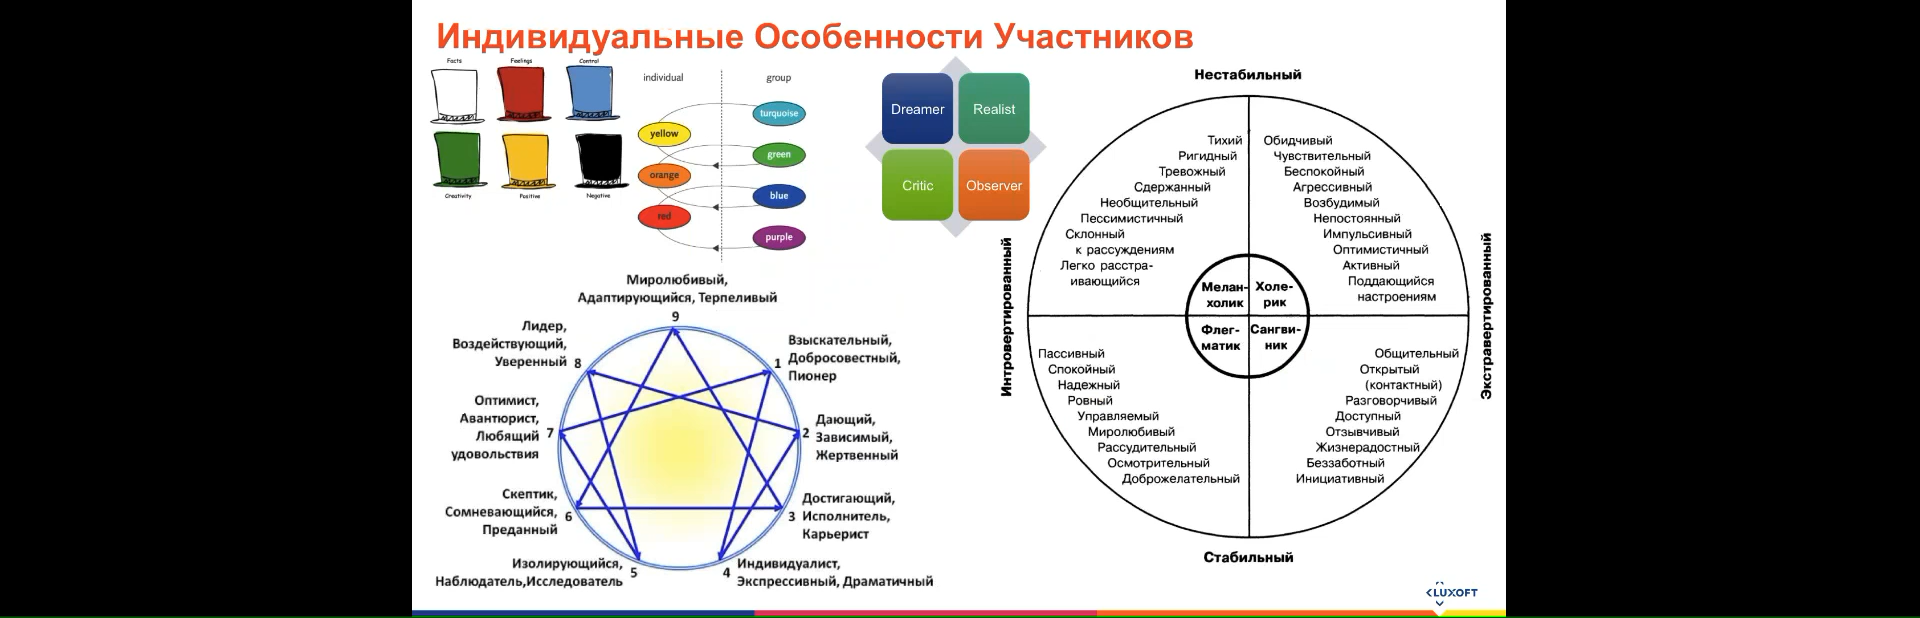 Индивидуальные Особенности Участников
Facts
Feelings
Control
Creativity
Positive
Negative
individual
group
turquoise
yellow
green
orange
blue
red
purple
Dreamer
Realist
Critic
Observer
Миролюбивый,
Адаптирующийся, Терпеливый
9
Взыскательный,
Добросовестный,
Пионер
1
Дающий,
Зависимый,
Жертвенный
2
Достигающий,
Исполнитель,
Карьерист
3
Индивидуалист,
Экспрессивный, Драматичный
4
Изолирующийся,
Наблюдатель,Исследователь
5
Скептик,
Сомневающийся,
Преданный
6
Оптимист,
Авантюрист,
Любящий
удовольствия
7
Лидер,
Воздействующий,
Уверенный
8
Нестабильный
Интровертированный
Экстравертированный
Тихий
Ригидный
Тревожный
Сдержанный
Необщительный
Пессимистичный
Склонный
к рассуждениям
Легко расстра-
ивающийся
Обидчивый
Чувствительный
Беспокойный
Агрессивный
Возбудимый
Непостоянный
Импульсивный
Оптимистичный
Активный
Поддающийся
настроениям
Мелан-
холик
Холе-
рик
Флег-
матик
Сангви-
ник
Пассивный
Спокойный
Надежный
Ровный
Управляемый
Миролюбивый
Рассудительный
Осмотрительный
Доброжелательный
Общительный
Открытый
(контактный)
Разговорчивый
Доступный
Отзывчивый
Жизнерадостный
Беззаботный
Инициативный
Стабильный
LUXOFT